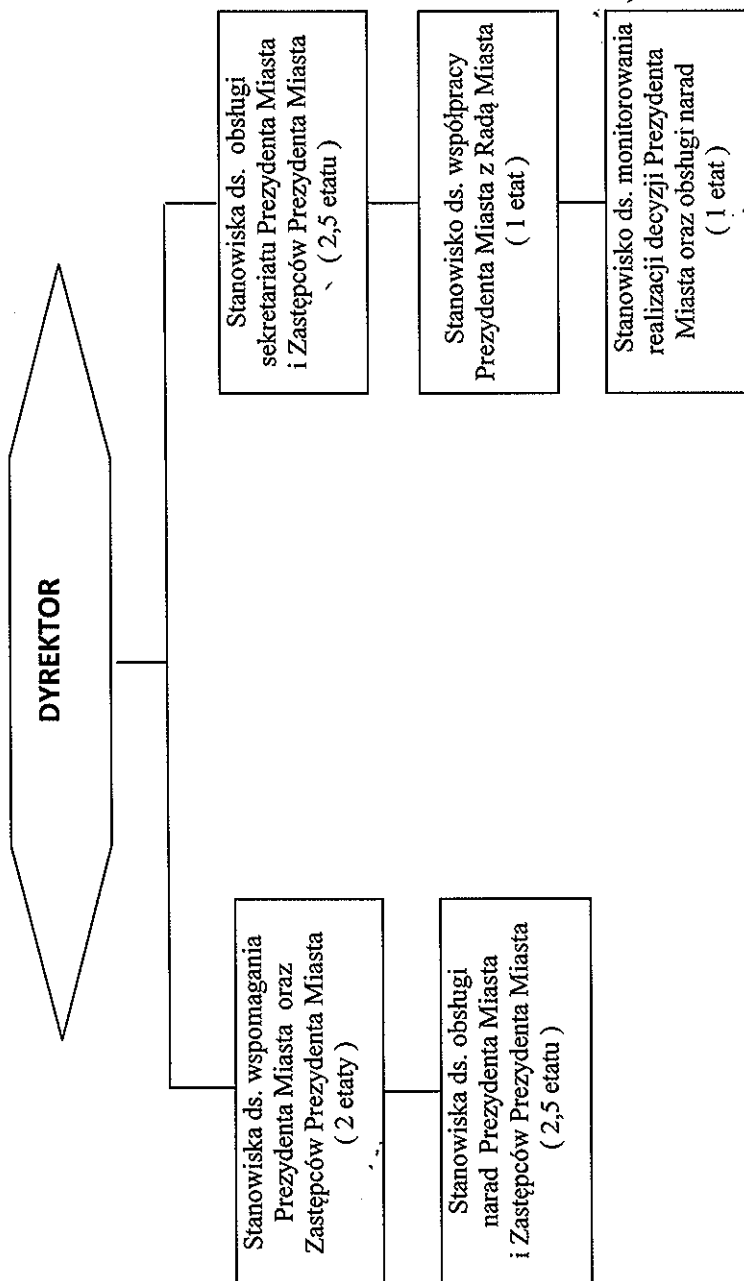 DYREKTOR
Stanowiska ds. wspomagania
Prezydenta Miasta oraz
Zastępców Prezydenta Miasta
( 2 etaty )
Stanowiska ds. obsługi
narad Prezydenta Miasta
i Zastępców Prezydenta Miasta
( 2,5 etatu )
Stanowiska ds. obsługi
sekretariatu Prezydenta Miasta
i Zastępców Prezydenta Miasta
( 2,5 etatu )
Stanowisko ds. współpracy
Prezydenta Miasta z Radą Miasta
( 1 etat )
Stanowisko ds. monitorowania
realizacji decyzji Prezydenta
Miasta oraz obsługi narad
( 1 etat )